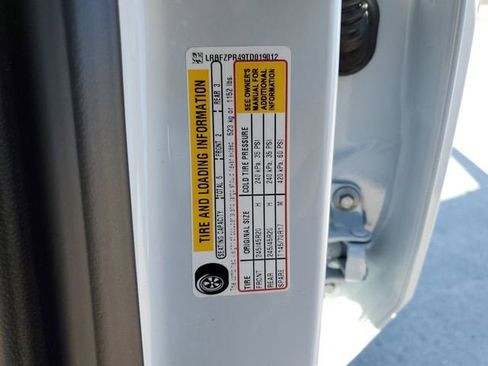 LRBFZPR49TD019012
TIRE AND LOADING INFORMATION
SEATING CAPACITY TOTAL 5 FRONT 2 REAR 3
The combined weight of occupants and cargo should never exceed 523 kg or 1152 lbs.
TIRE ORIGINAL SIZE COLD TIRE PRESSURE
FRONT 245/45R20 H 240 kPa, 35 PSI
REAR 245/45R20 H 240 kPa, 35 PSI
SPARE M 420 kPa, 60 PSI
SEE OWNER'S
MANUAL FOR
ADDITIONAL
INFORMATION